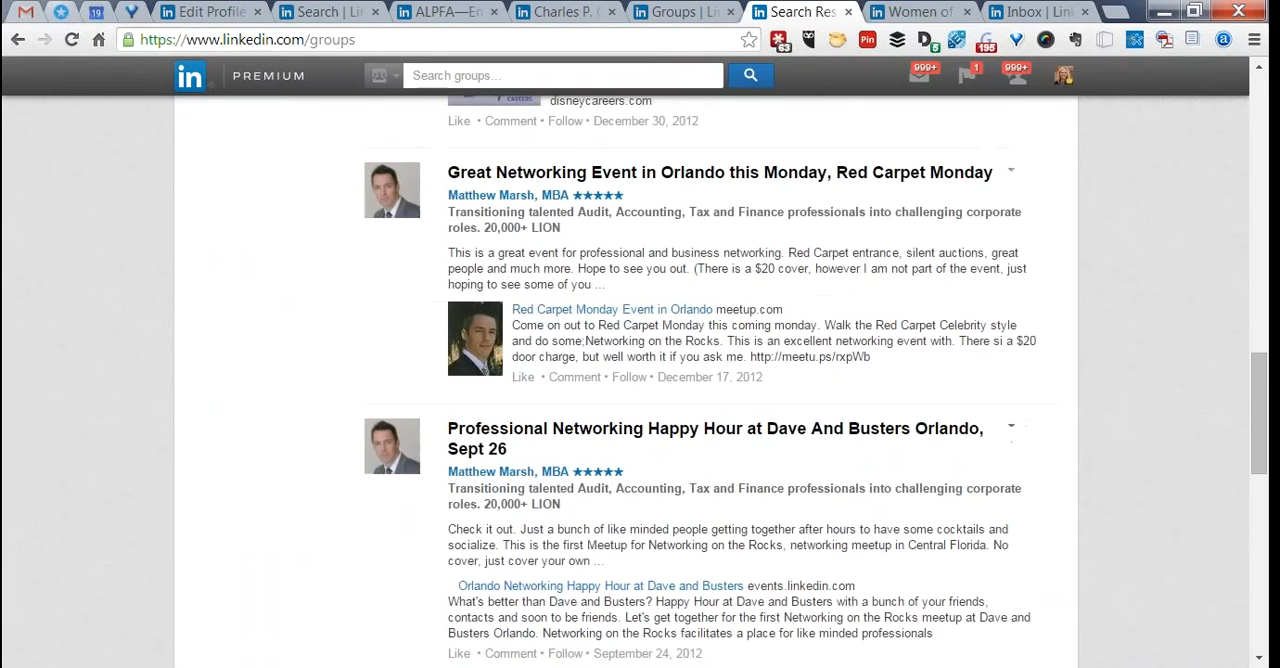 Edit Profile
Search | Li
ALPFA—En
Charles P. C
Groups | L
Search Res
Women of
Inbox | Link
https://www.linkedin.com/groups
Pin
63
5
195
19
in PREMIUM
Search groups...
999+
1
999+
CAREERS
disneycareers.com
Like • Comment • Follow • December 30, 2012
Great Networking Event in Orlando this Monday, Red Carpet Monday
Matthew Marsh, MBA ★★★★★
Transitioning talented Audit, Accounting, Tax and Finance professionals into challenging corporate
roles. 20,000+ LION
This is a great event for professional and business networking. Red Carpet entrance, silent auctions, great
people and much more. Hope to see you out. (There is a $20 cover, however I am not part of the event, just
hoping to see some of you ...
Red Carpet Monday Event in Orlando meetup.com
Come on out to Red Carpet Monday this coming monday. Walk the Red Carpet Celebrity style
and do some;Networking on the Rocks. This is an excellent networking event with. There si a $20
door charge, but well worth it if you ask me. http://meetu.ps/rxpWb
Like • Comment • Follow • December 17, 2012
Professional Networking Happy Hour at Dave And Busters Orlando,
Sept 26
Matthew Marsh, MBA ★★★★★
Transitioning talented Audit, Accounting, Tax and Finance professionals into challenging corporate
roles. 20,000+ LION
Check it out. Just a bunch of like minded people getting together after hours to have some cocktails and
socialize. This is the first Meetup for Networking on the Rocks, networking meetup in Central Florida. No
cover, just cover your own ...
Orlando Networking Happy Hour at Dave and Busters events.linkedin.com
What's better than Dave and Busters? Happy Hour at Dave and Busters with a bunch of your friends,
contacts and soon to be friends. Let's get together for the first Networking on the Rocks meetup at Dave and
Busters Orlando. Networking on the Rocks facilitates a place for like minded professionals
Like • Comment • Follow • September 24, 2012